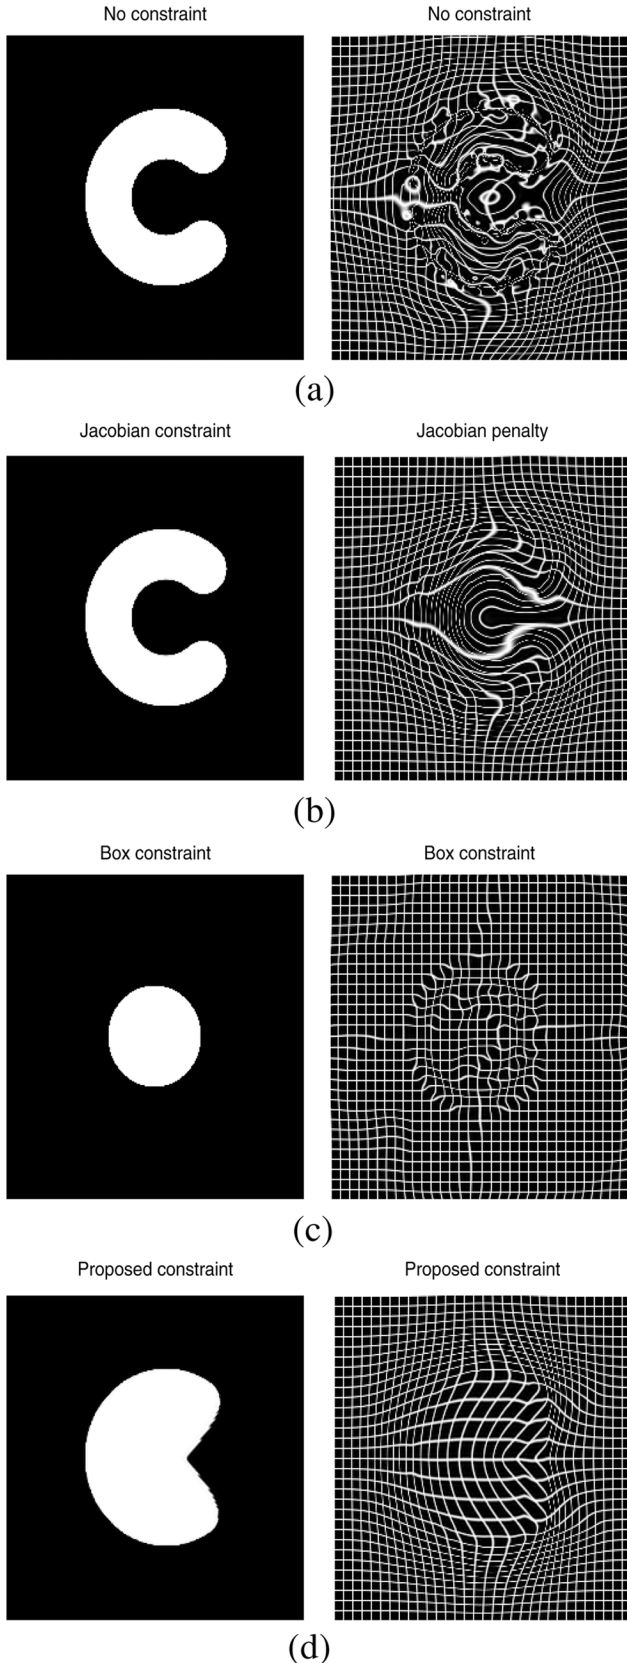 No constraint
No constraint
(a)
Jacobian constraint
Jacobian penalty
(b)
Box constraint
Box constraint
(c)
Proposed constraint
Proposed constraint
(d)